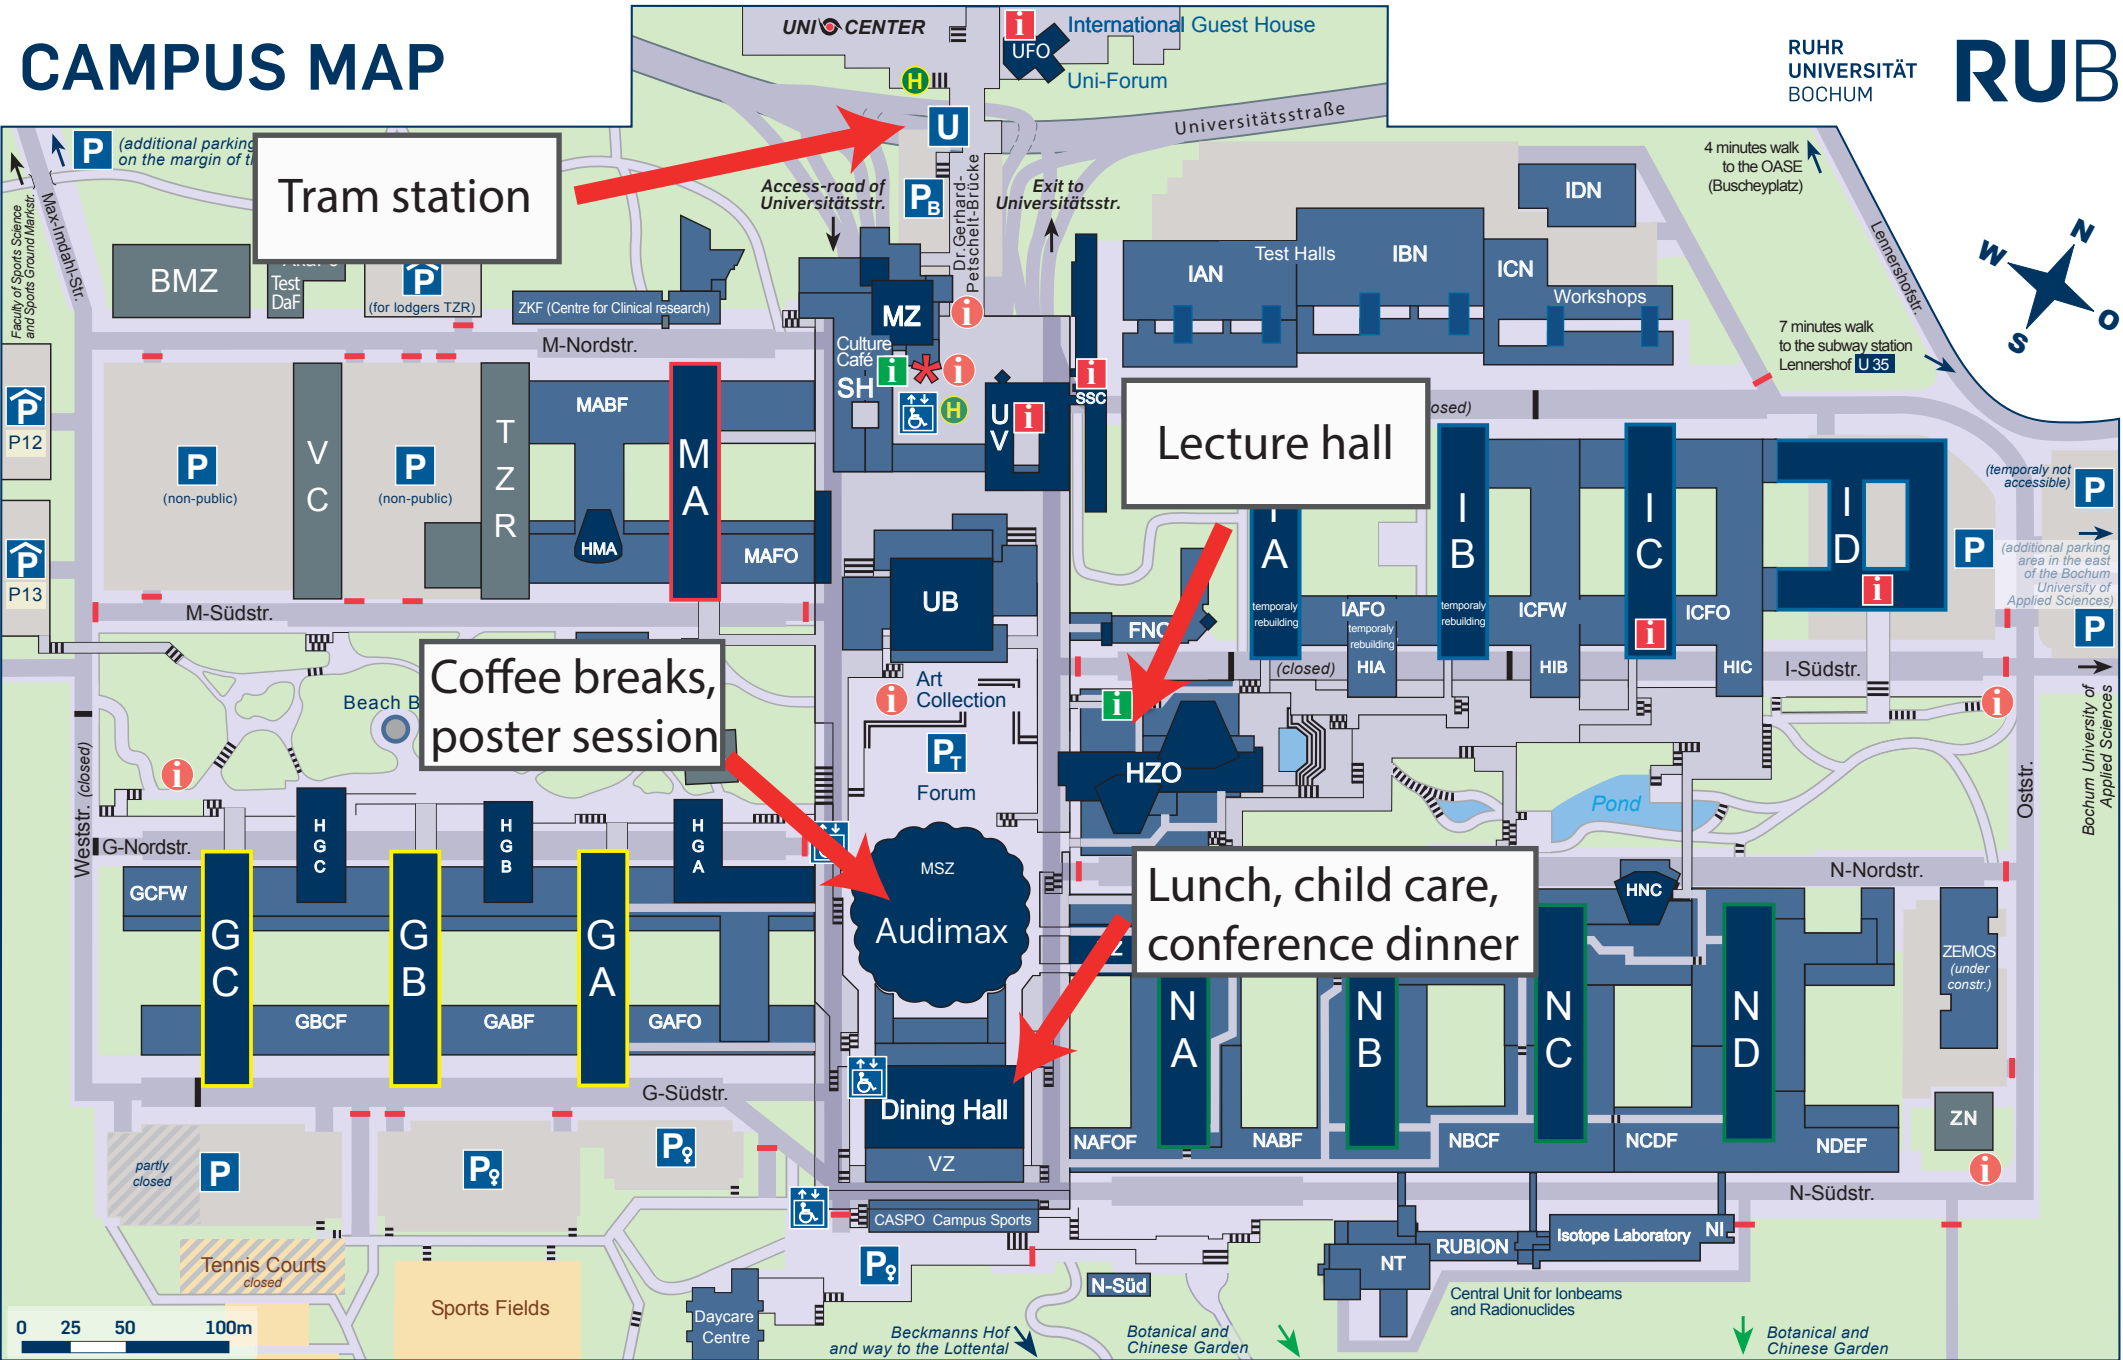 CAMPUS MAP
UNI CENTER
i
International Guest House
UFO
Uni-Forum
H
U
Universitätsstraße
RUHR
UNIVERSITÄT
BOCHUM
RUB
P
(additional parking
on the margin of t
Tram station
Faculty of Sports Science
and Sports Ground Markstr.
Max-Imdahl-Str.
Access-road of
Universitätsstr.
PB
Dr.Gerhard-
Petschelt-Brücke
Exit to
Universitätsstr.
4 minutes walk
to the OASE
(Buscheyplatz)
Lennershofstr.
N
W
O
S
7 minutes walk
to the subway station
Lennershof U 35
BMZ
Test
DaF
P
(for lodgers TZR)
ZKF (Centre for Clinical research)
MZ
i
IAN
Test Halls
IBN
ICN
IDN
Workshops
M-Nordstr.
Culture
Café
i
i
SH
H
U
V
i
i
SSC
osed)
Lecture hall
P
P12
P
P13
P
(non-public)
V
C
P
(non-public)
T
Z
R
MABF
HMA
M
A
MAFO
UB
FNO
I
A
temporaly
rebuilding
IAFO
temporaly
rebuilding
HIA
I
B
temporaly
rebuilding
ICFW
HIB
I
C
i
ICFO
HIC
I
D
i
(temporaly not
accessible)
P
P
(additional parking
area in the east
of the Bochum
University of
Applied Sciences)
P
M-Südstr.
(closed)
I-Südstr.
Bochum University of
Applied Sciences
Coffee breaks,
poster session
Beach B
i
Art
Collection
i
PT
Forum
i
HZO
Pond
i
Oststr.
Weststr. (closed)
G-Nordstr.
H
G
C
H
G
B
H
G
A
MSZ
Audimax
Lunch, child care,
conference dinner
N-Nordstr.
HNC
GCFW
G
C
G
B
G
A
GBCF
GABF
GAFO
Z
N
A
N
B
N
C
N
D
ZEMOS
(under
constr.)
ZN
i
G-Südstr.
Dining Hall
VZ
NAFOF
NABF
NBCF
NCDF
NDEF
N-Südstr.
partly
closed
P
P
P
CASPO Campus Sports
P
NT
RUBION
Isotope Laboratory
NI
Central Unit for Ionbeams
and Radionuclides
N-Süd
Tennis Courts
closed
Sports Fields
Daycare
Centre
0 25 50 100m
Beckmanns Hof
and way to the Lottental
Botanical and
Chinese Garden
Botanical and
Chinese Garden